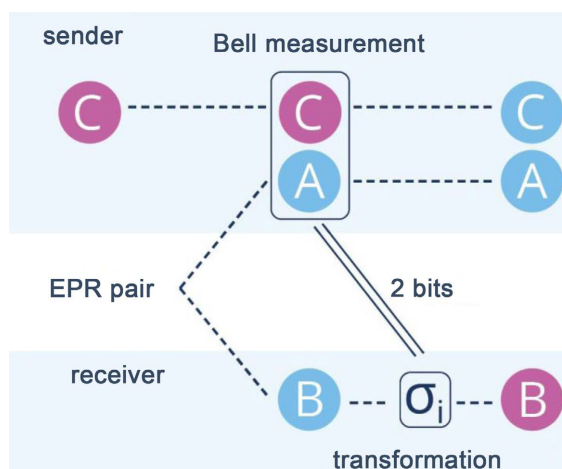 sender
Bell measurement
C C C
A A
EPR pair
2 bits
receiver
B σi B
transformation